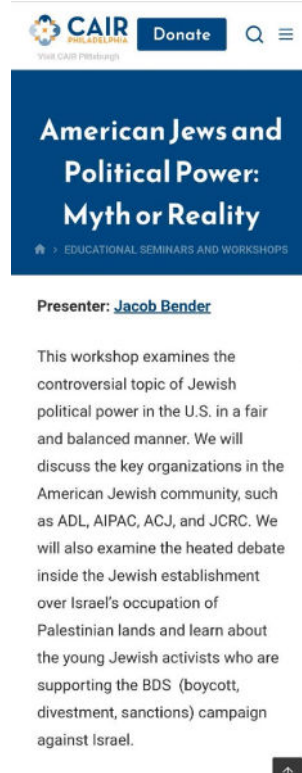 CAIR
PHILADELPHIA
Donate
Visit CAIR Pittsburgh
American Jews and
Political Power:
Myth or Reality
> EDUCATIONAL SEMINARS AND WORKSHOPS
Presenter: Jacob Bender
This workshop examines the
controversial topic of Jewish
political power in the U.S. in a fair
and balanced manner. We will
discuss the key organizations in the
American Jewish community, such
as ADL, AIPAC, ACJ, and JCRC. We
will also examine the heated debate
inside the Jewish establishment
over Israel’s occupation of
Palestinian lands and learn about
the young Jewish activists who are
supporting the BDS (boycott,
divestment, sanctions) campaign
against Israel.